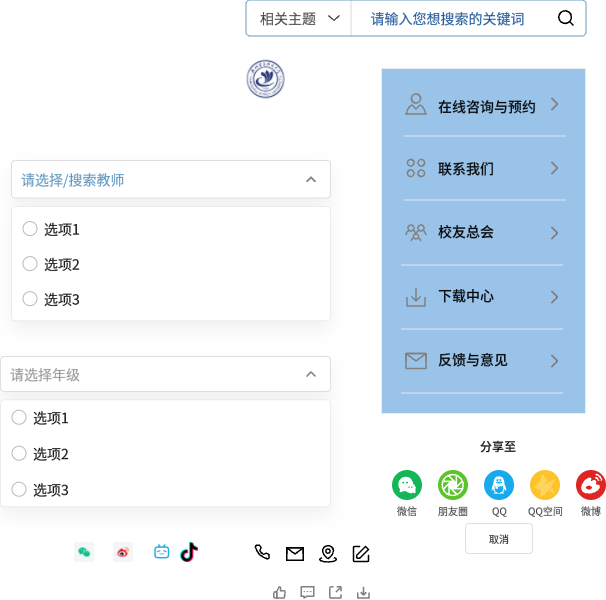 相关主题
请输入您想搜索的关键词
在线咨询与预约
联系我们
校友总会
下载中心
反馈与意见
请选择/搜索教师
选项1
选项2
选项3
请选择年级
选项1
选项2
选项3
分享至
微信
朋友圈
QQ
QQ空间
微博
取消